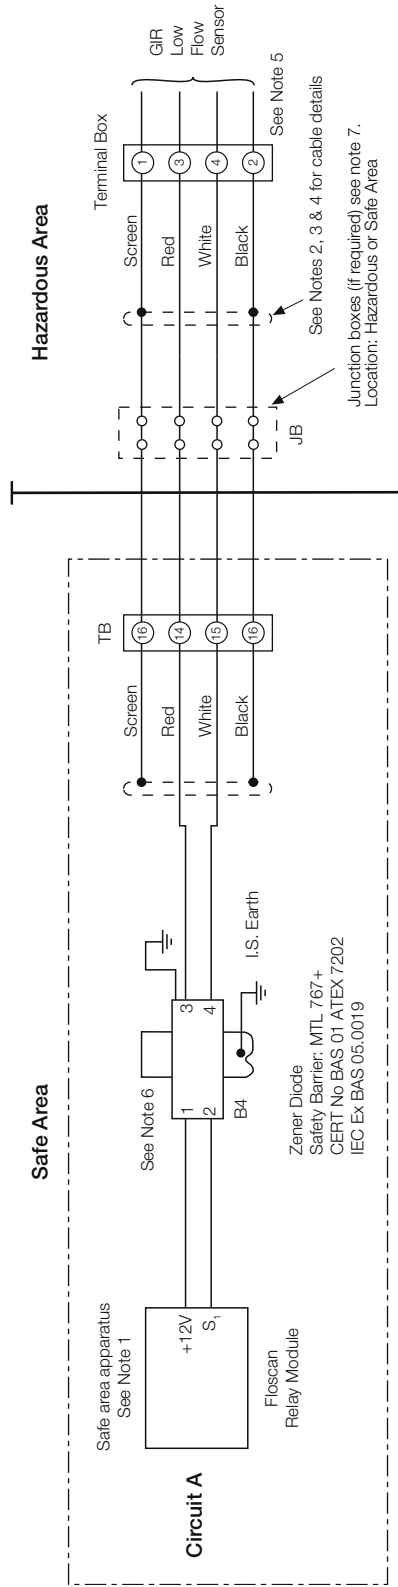 Safe Area
Hazardous Area
Circuit A
Safe area apparatus
See Note 1
+12V
S1
Floscan
Relay Module
See Note 6
1
2
3
4
B4
I.S. Earth
Zener Diode
Safety Barrier: MTL 767+
CERT No BAS 01 ATEX 7202
IEC Ex BAS 05.0019
Screen
Red
White
Black
TB
16
14
15
16
JB
Junction boxes (if required) see note 7.
Location: Hazardous or Safe Area
See Notes 2, 3 & 4 for cable details
Screen
Red
White
Black
Terminal Box
1
3
4
2
See Note 5
GIR
Low
Flow
Sensor